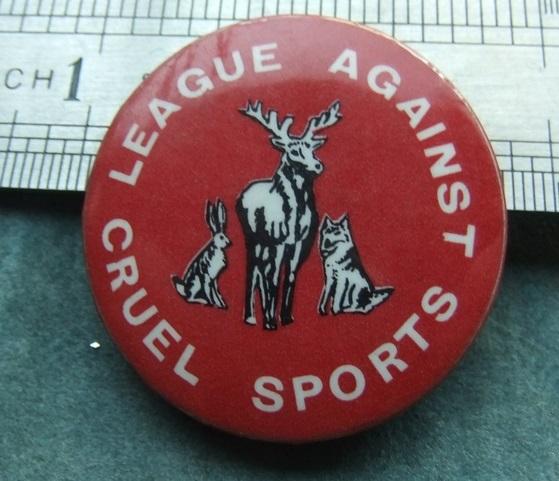 LEAGUE AGAINST
CRUEL SPORTS
CH 1